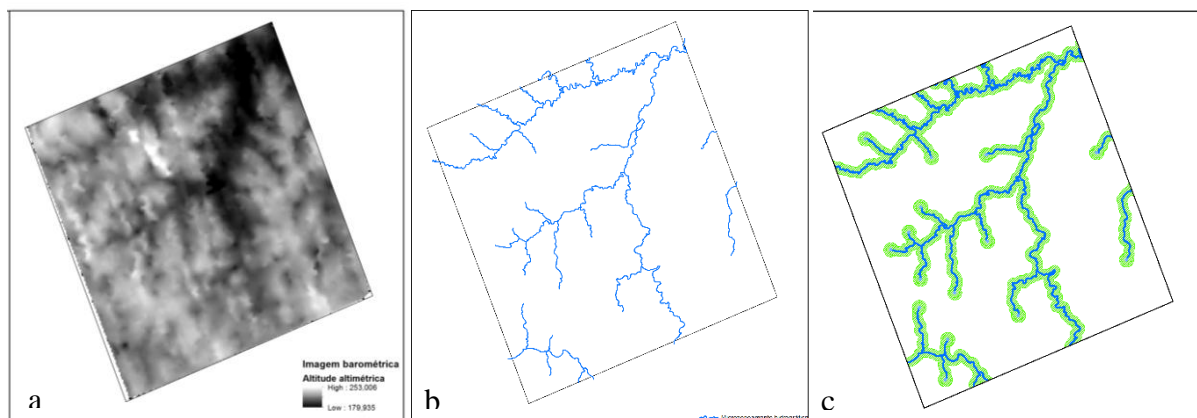 Imagem barométrica
Altitude altimétrica
High : 253,006
Low : 179,935
a
b
c